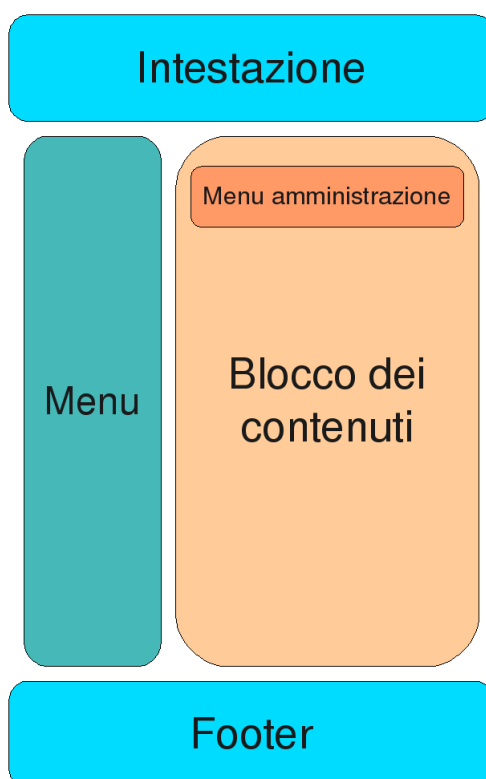 Intestazione
Menu amministrazione
Menu
Blocco dei
contenuti
Footer